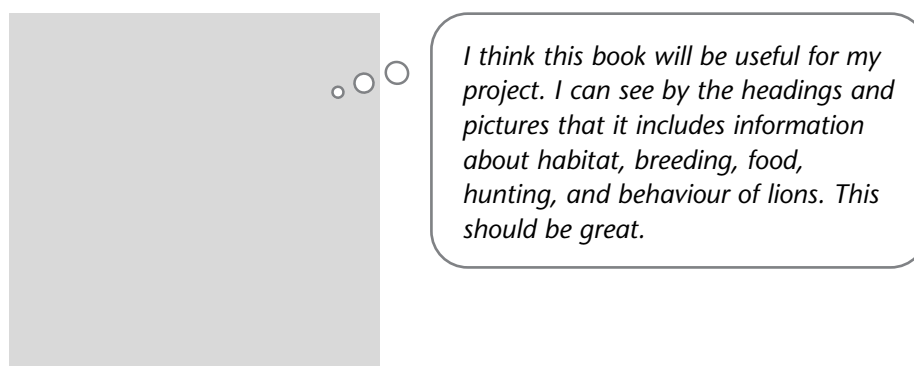 I think this book will be useful for my
project. I can see by the headings and
pictures that it includes information
about habitat, breeding, food,
hunting, and behaviour of lions. This
should be great.